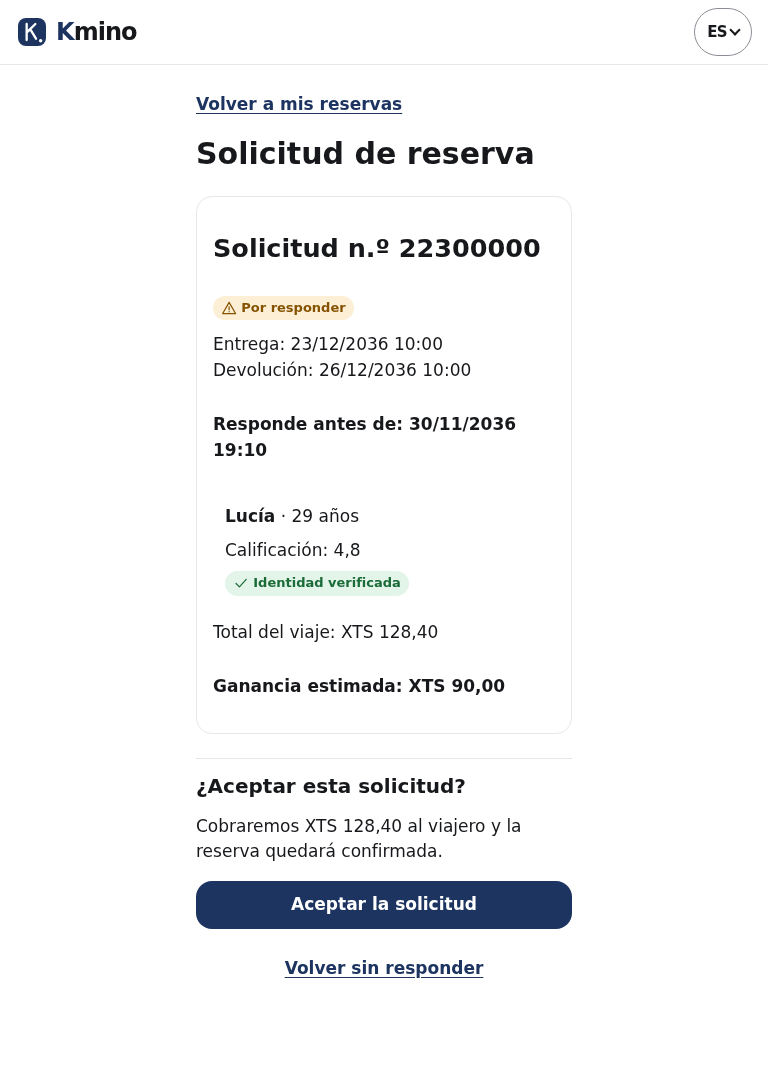 K. Kmino
ES
Volver a mis reservas
Solicitud de reserva
Solicitud n.º 22300000
Por responder
Entrega: 23/12/2036 10:00
Devolución: 26/12/2036 10:00
Responde antes de: 30/11/2036
19:10
Lucía · 29 años
Calificación: 4,8
Identidad verificada
Total del viaje: XTS 128,40
Ganancia estimada: XTS 90,00
¿Aceptar esta solicitud?
Cobraremos XTS 128,40 al viajero y la
reserva quedará confirmada.
Aceptar la solicitud
Volver sin responder